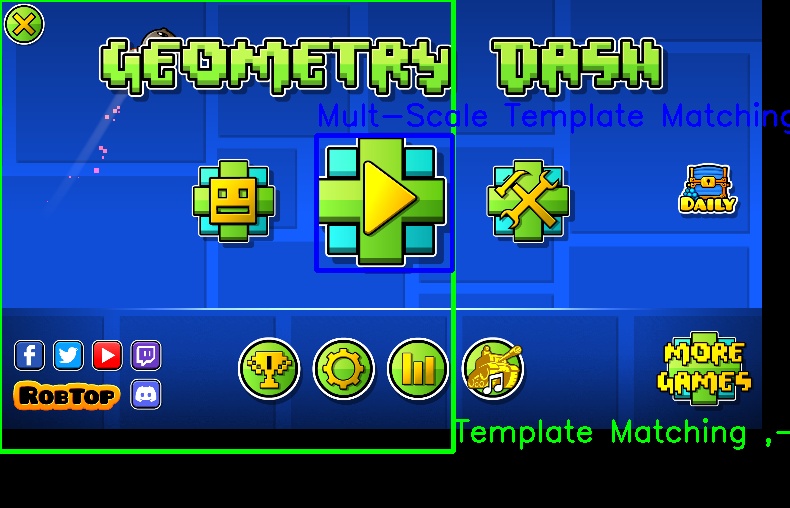 GEOMETRY DASH
Mult-Scale Template Matching
DAILY
MORE
GAMES
ROBTOP
Template Matching ,-